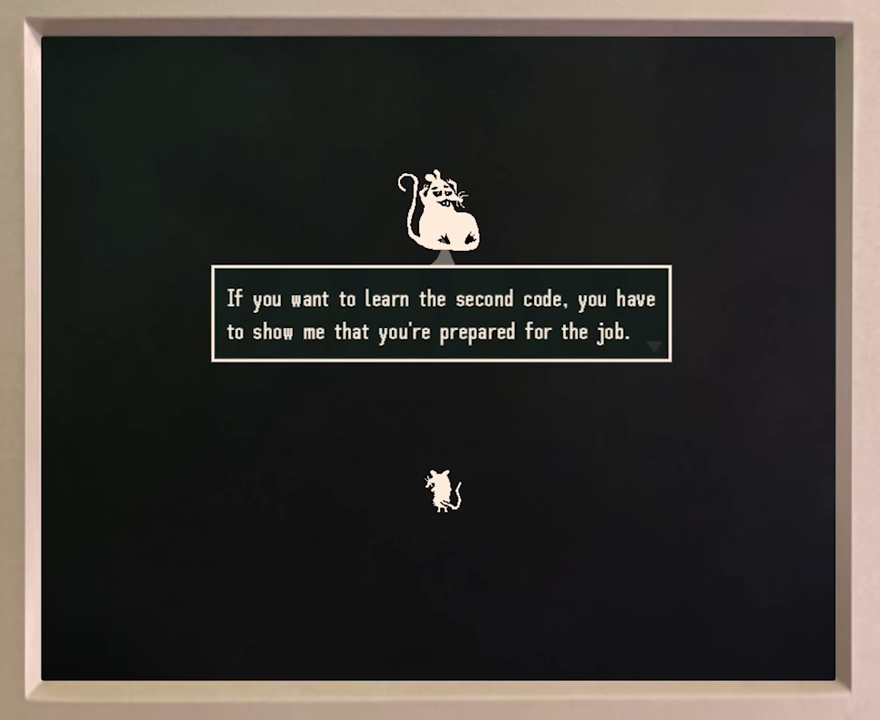 If you want to learn the second code, you have
to show me that you're prepared for the job.